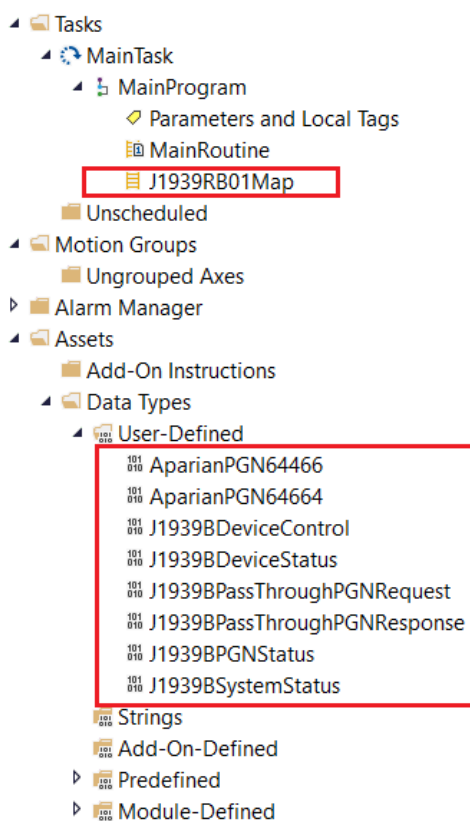 Tasks
MainTask
MainProgram
Parameters and Local Tags
MainRoutine
J1939RB01Map
Unscheduled
Motion Groups
Ungrouped Axes
Alarm Manager
Assets
Add-On Instructions
Data Types
User-Defined
AparianPGN64466
AparianPGN64664
J1939BDeviceControl
J1939BDeviceStatus
J1939BPassThroughPGNRequest
J1939BPassThroughPGNResponse
J1939BPGNStatus
J1939BSystemStatus
Strings
Add-On-Defined
Predefined
Module-Defined